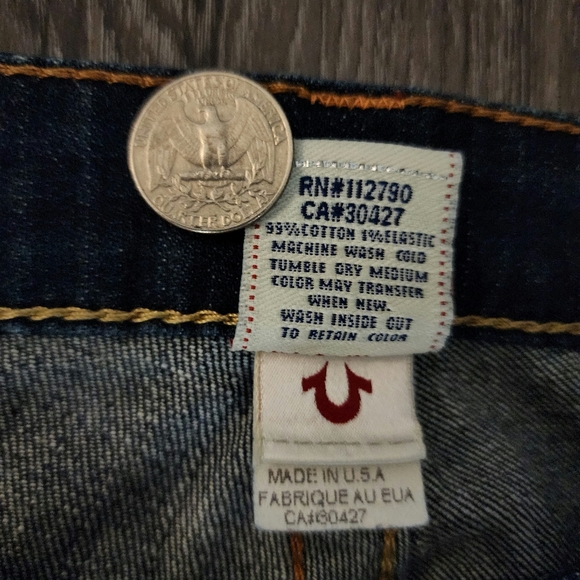 UNITED STATES OF AMERICA
QUARTER DOLLAR
RN#112790
CA#30427
99%COTTON 1%ELASTIC
MACHINE WASH COLD
TUMBLE DRY MEDIUM
COLOR MAY TRANSFER
WHEN NEW.
WASH INSIDE OUT
TO RETAIN COLOR
MADE IN U.S.A
FABRIQUE AU EUA
CA#30427